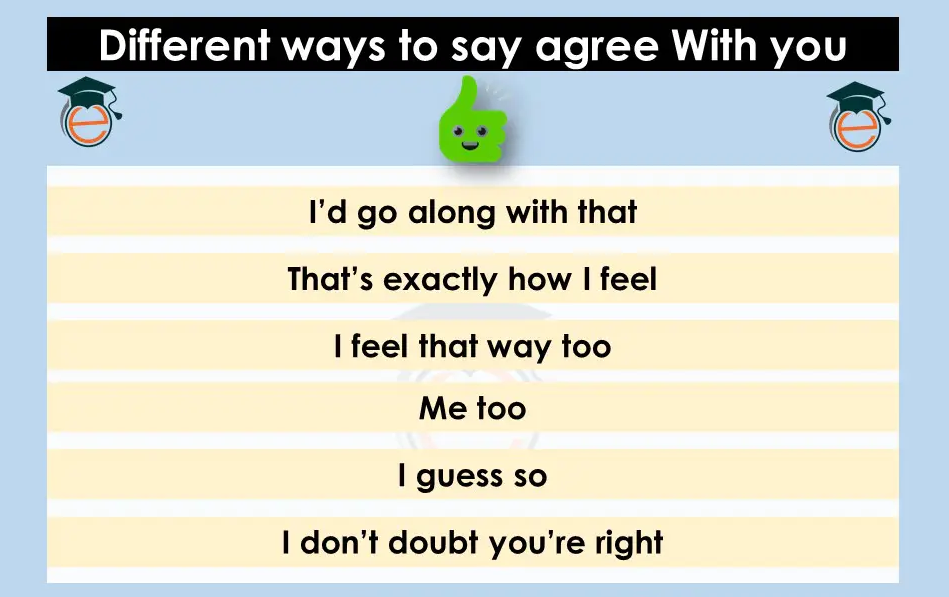 Different ways to say agree With you
I’d go along with that
That’s exactly how I feel
I feel that way too
Me too
I guess so
I don’t doubt you’re right